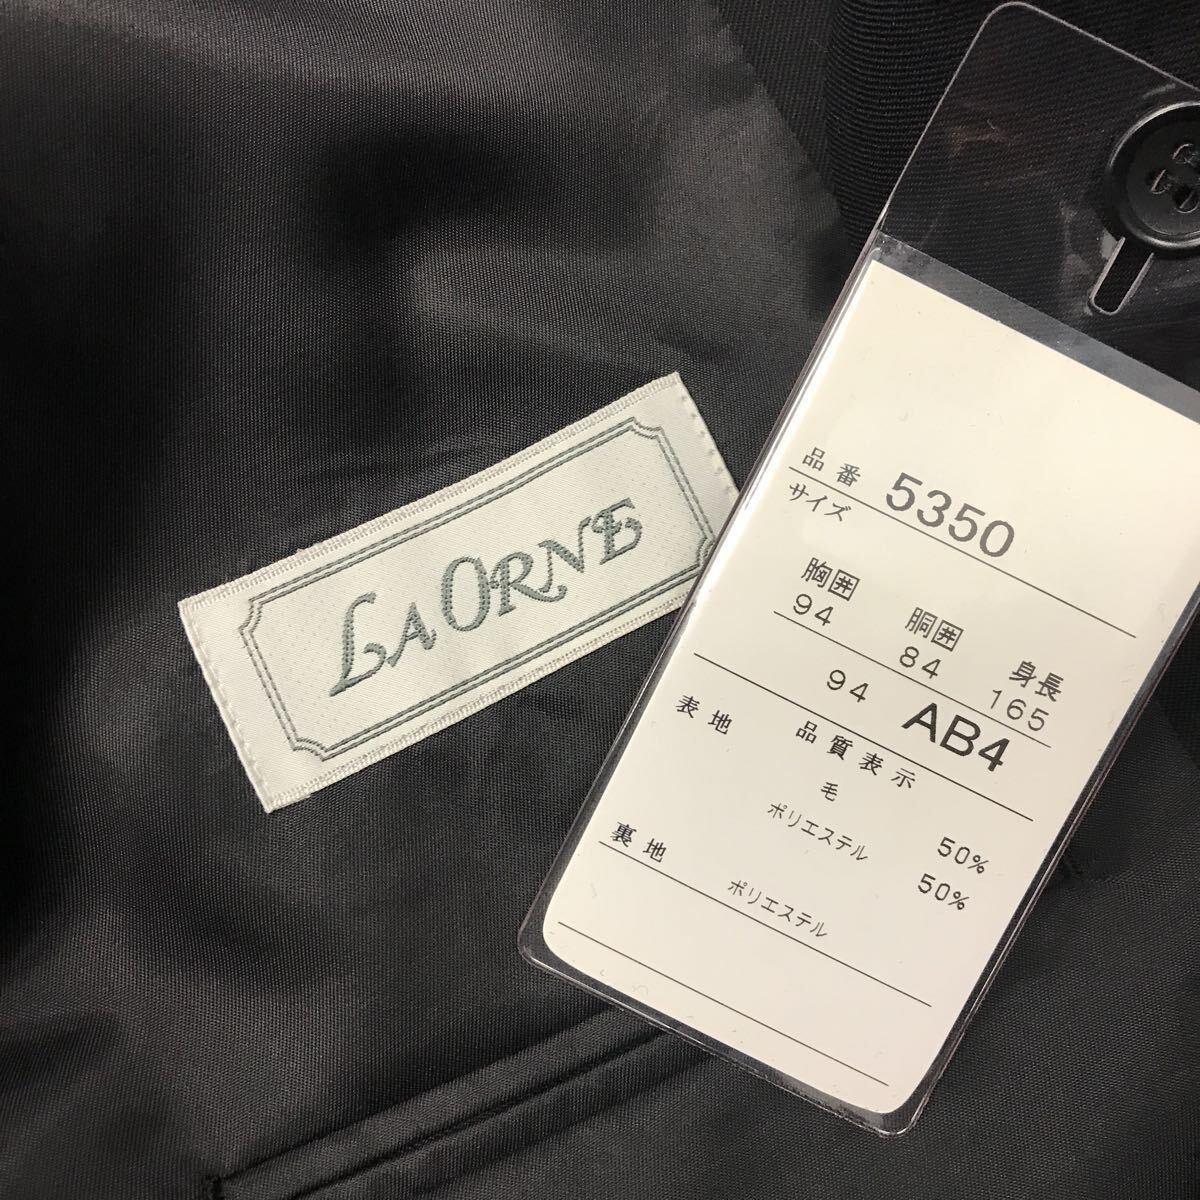 LA ORNE
品番 5350
サイズ
胸囲 胴囲 身長
94 84 165
94 AB4
品質表示
表地
毛 50%
ポリエステル 50%
裏地
ポリエステル